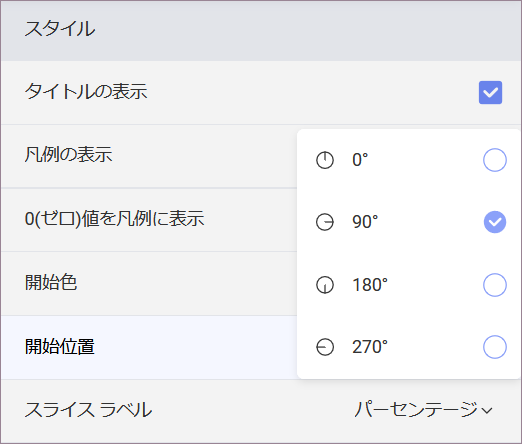 スタイル
タイトルの表示
凡例の表示
0°
0(ゼロ)値を凡例に表示
90°
開始色
180°
開始位置
270°
スライス ラベル パーセンテージ